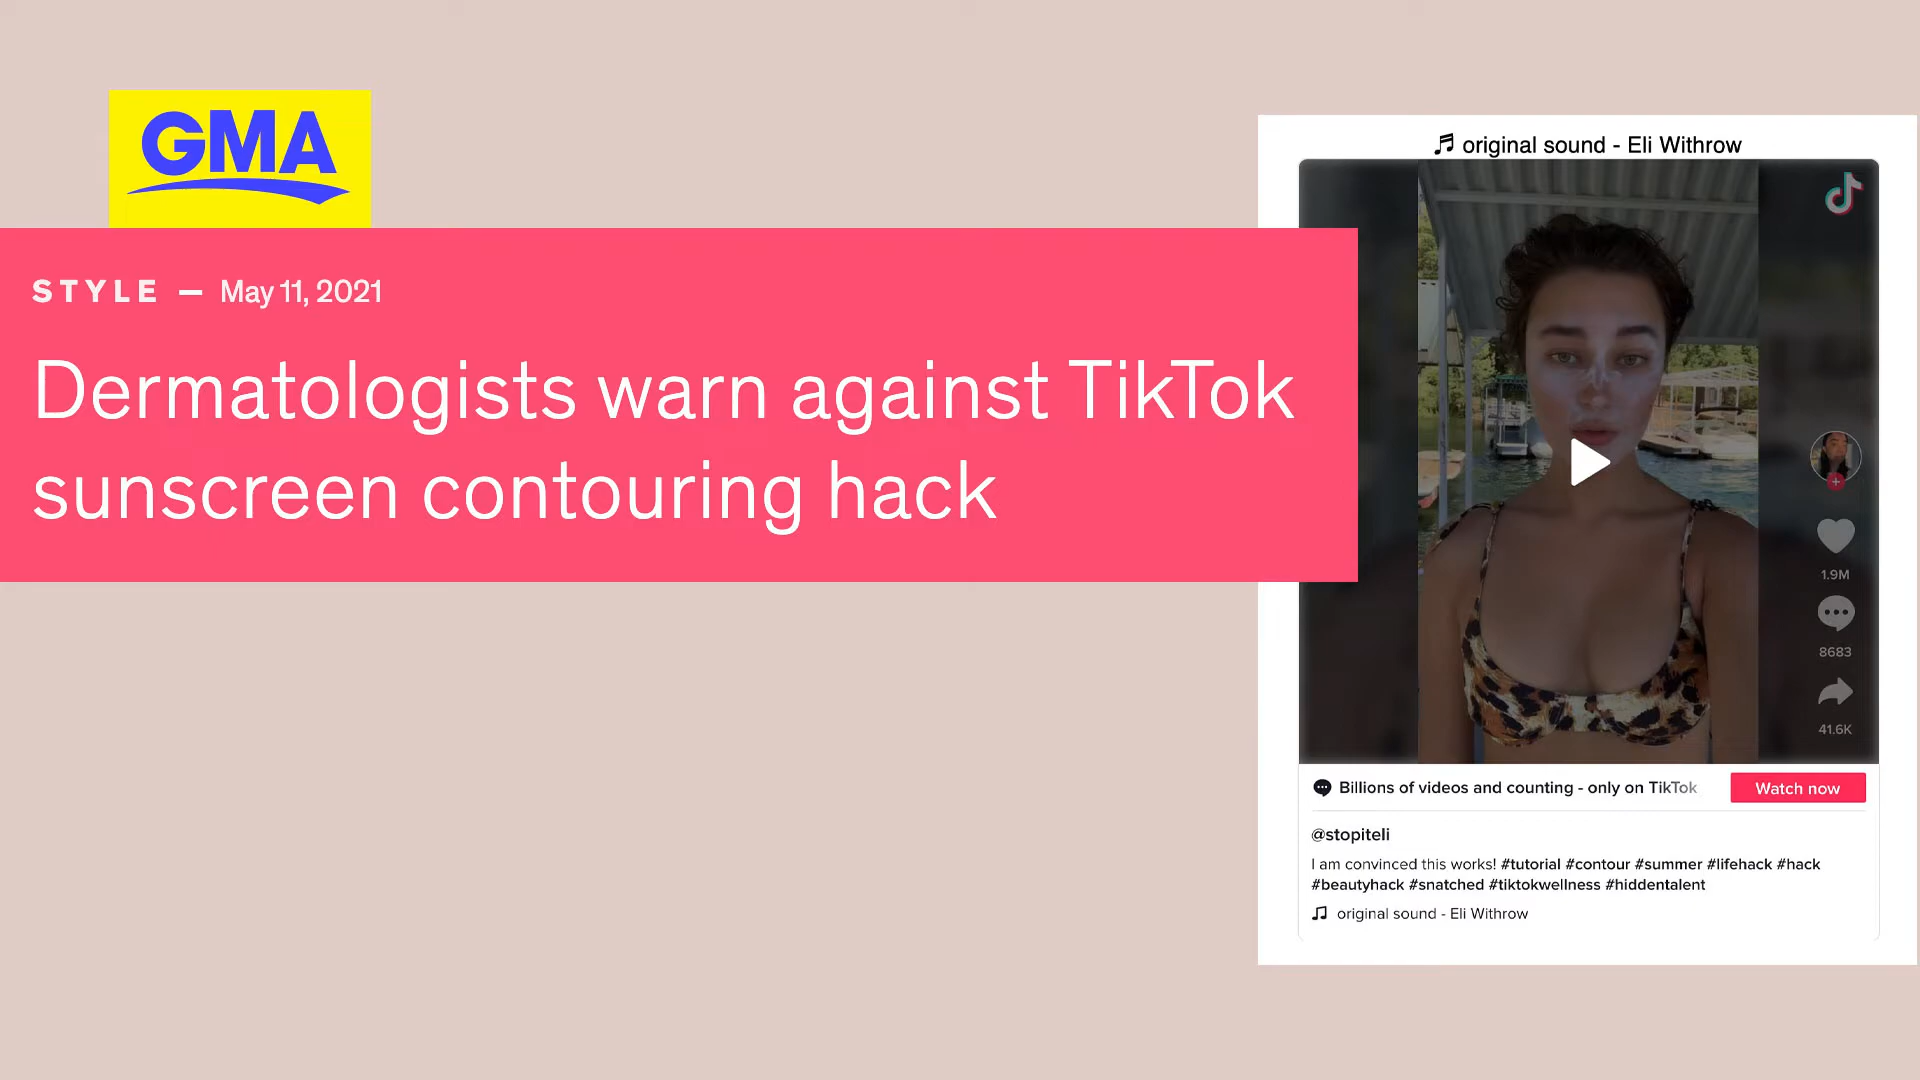 GMA
STYLE — May 11, 2021
Dermatologists warn against TikTok
sunscreen contouring hack
original sound - Eli Withrow
1.9M
8683
41.6K
Billions of videos and counting - only on TikTok
Watch now
@stopiteli
I am convinced this works! #tutorial #contour #summer #lifehack #hack
#beautyhack #snatched #tiktokwellness #hiddentalent
original sound - Eli Withrow